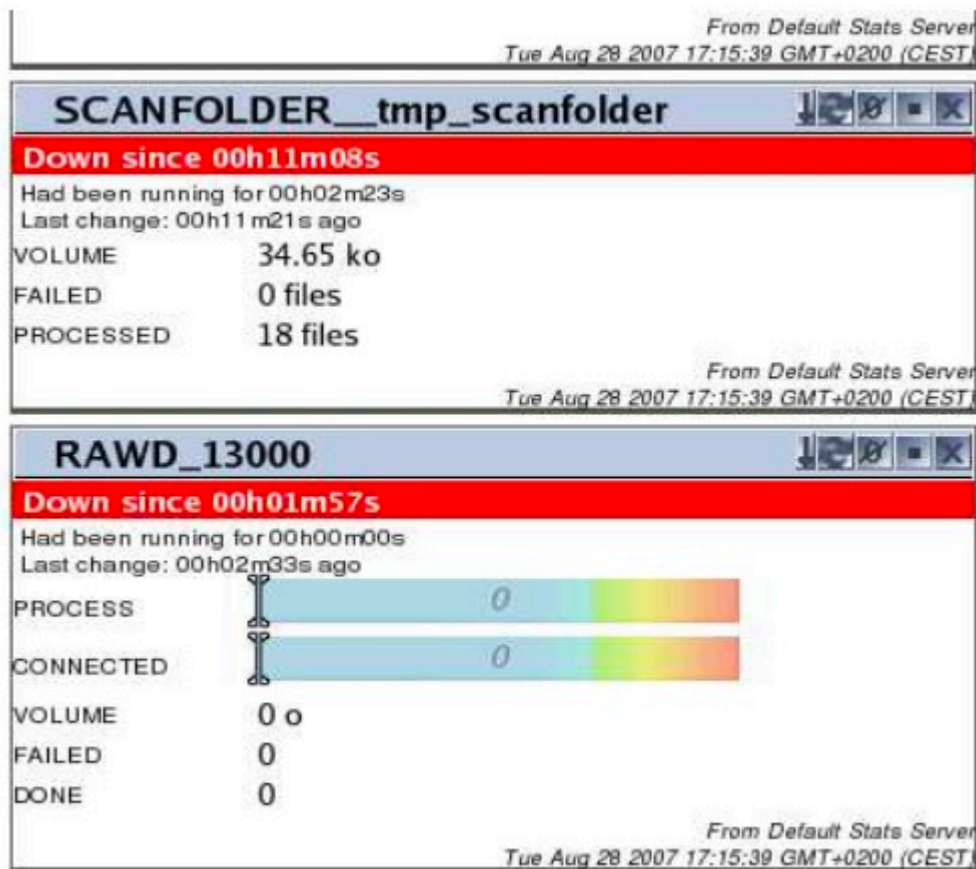 From Default Stats Server
Tue Aug 28 2007 17:15:39 GMT+0200 (CEST)
SCANFOLDER__tmp_scanfolder
Down since 00h11m08s
Had been running for 00h02m23s
Last change: 00h11m21s ago
VOLUME 34.65 ko
FAILED 0 files
PROCESSED 18 files
From Default Stats Server
Tue Aug 28 2007 17:15:39 GMT+0200 (CEST)
RAWD_13000
Down since 00h01m57s
Had been running for 00h00m00s
Last change: 00h02m33s ago
PROCESS 0
CONNECTED 0
VOLUME 0 o
FAILED 0
DONE 0
From Default Stats Server
Tue Aug 28 2007 17:15:39 GMT+0200 (CEST)